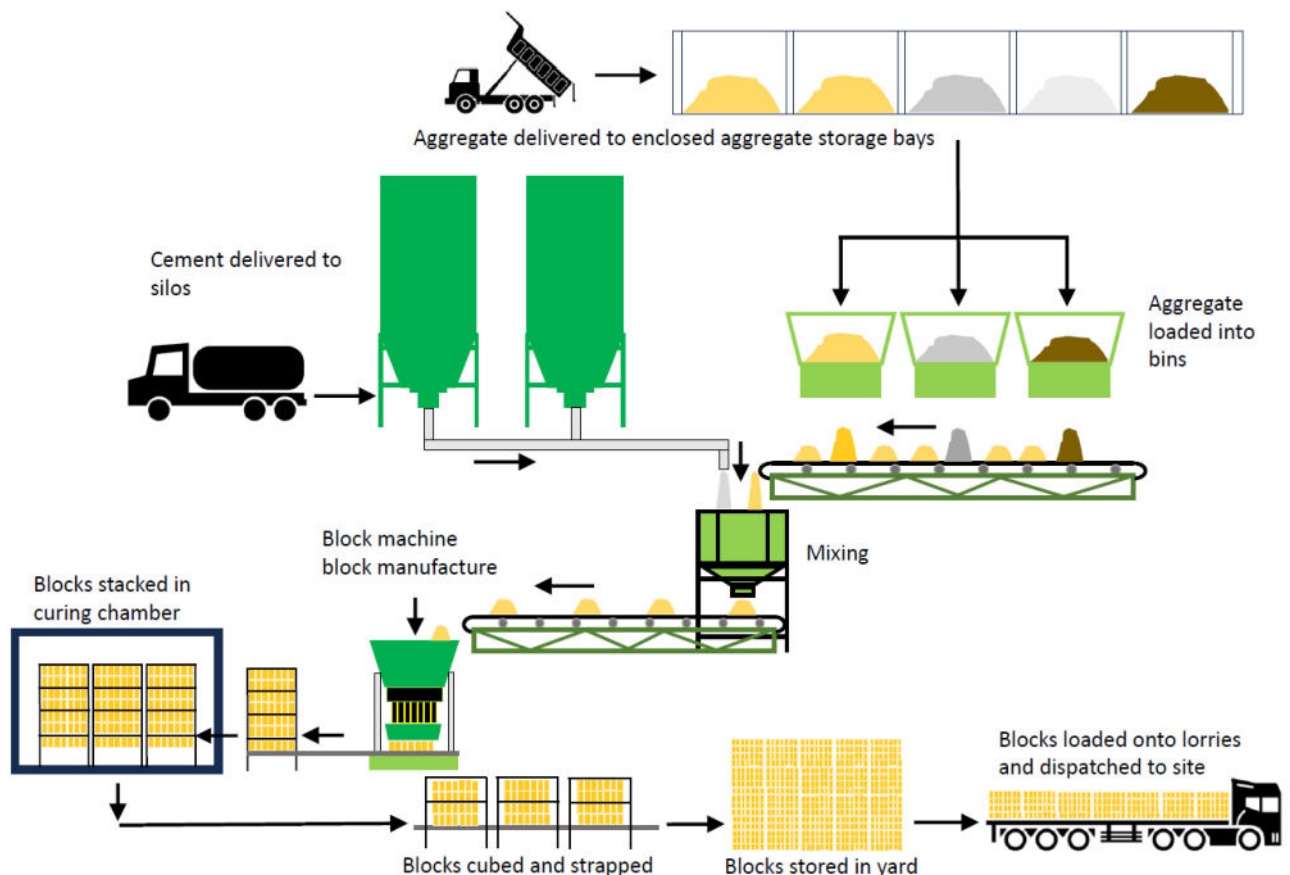 Aggregate delivered to enclosed aggregate storage bays
Cement delivered to
silos
Aggregate
loaded into
bins
Mixing
Block machine
block manufacture
Blocks stacked in
curing chamber
Blocks cubed and strapped
Blocks stored in yard
Blocks loaded onto lorries
and dispatched to site